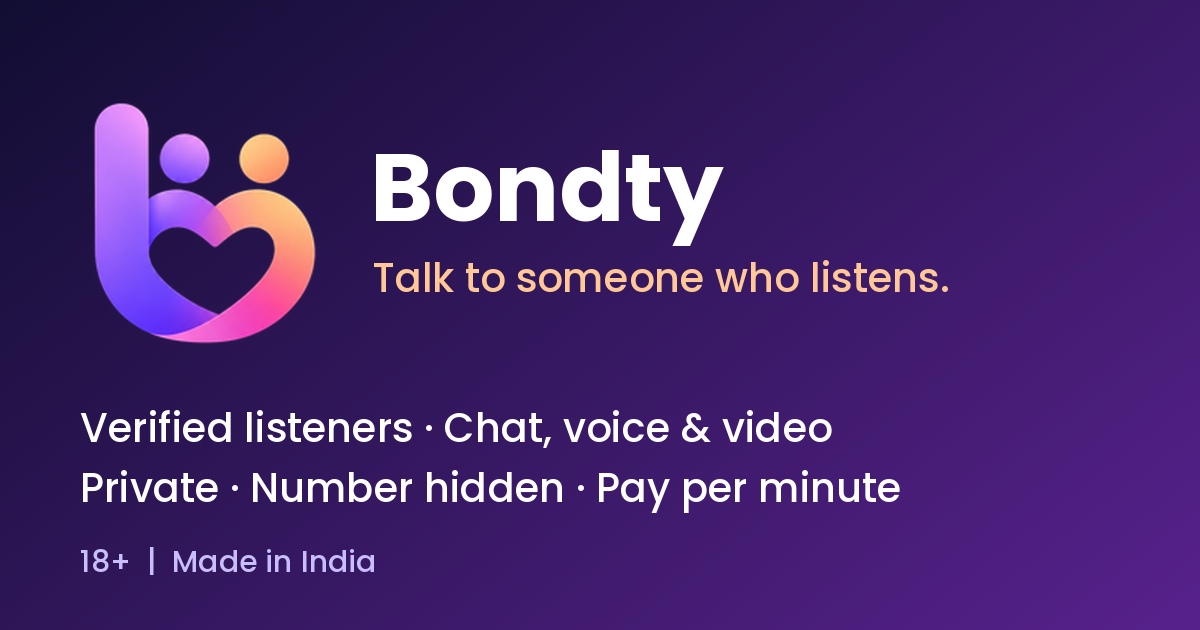 Bondty
Talk to someone who listens.
Verified listeners · Chat, voice & video
Private · Number hidden · Pay per minute
18+ | Made in India